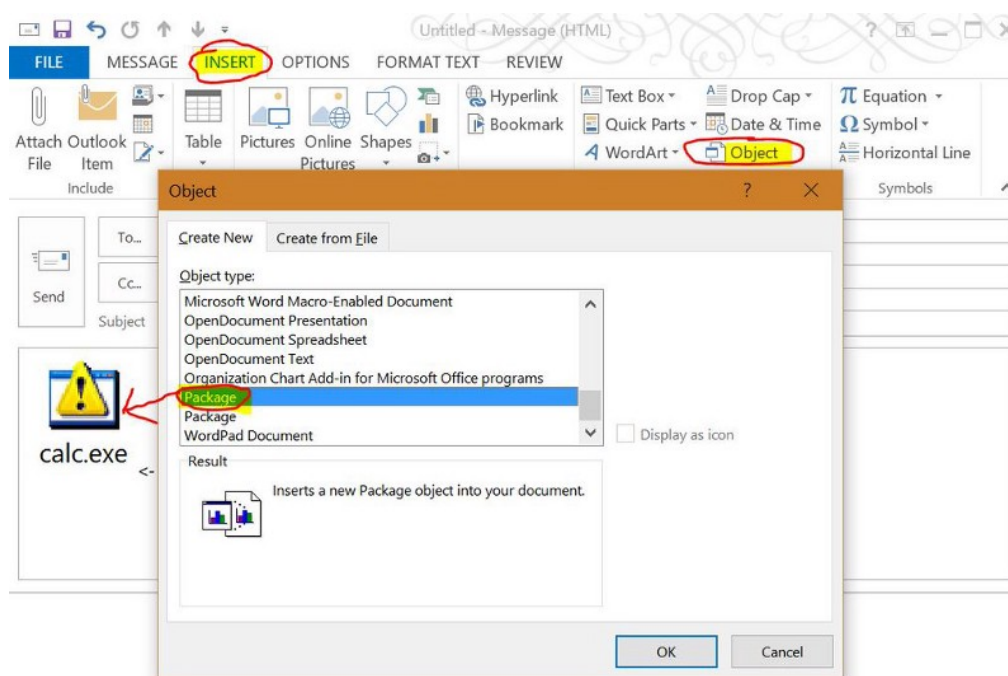 Untitled - Message (HTML)
?
FILE MESSAGE INSERT OPTIONS FORMAT TEXT REVIEW
Attach File
Outlook Item
Table
Pictures
Online Pictures
Shapes
Hyperlink
Bookmark
Text Box
Quick Parts
WordArt
Drop Cap
Date & Time
Object
π Equation
Ω Symbol
Horizontal Line
Include
Symbols
Object
?
Create New
Create from File
Object type:
Microsoft Word Macro-Enabled Document
OpenDocument Presentation
OpenDocument Spreadsheet
OpenDocument Text
Organization Chart Add-in for Microsoft Office programs
Package
Package
WordPad Document
Display as icon
Result
Inserts a new Package object into your document.
OK
Cancel
Send
To...
Cc...
Subject
calc.exe
<-